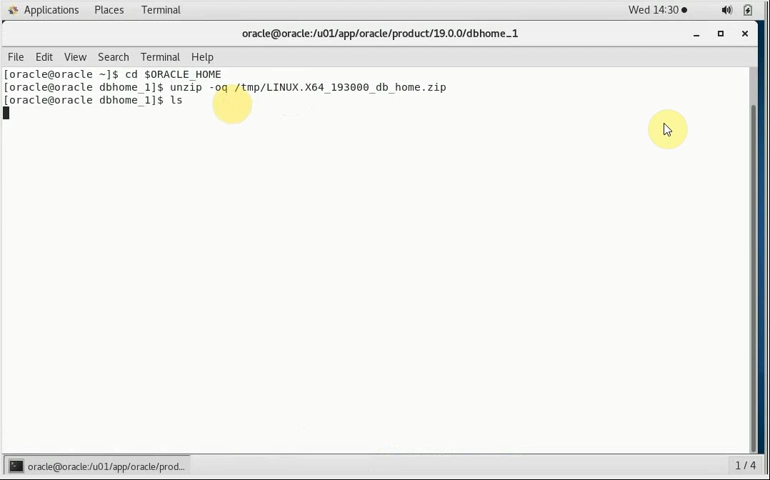 Applications Places Terminal Wed 14:30
oracle@oracle:/u01/app/oracle/product/19.0.0/dbhome_1
File Edit View Search Terminal Help
[oracle@oracle ~]$ cd $ORACLE_HOME
[oracle@oracle dbhome_1]$ unzip -oq /tmp/LINUX.X64_193000_db_home.zip
[oracle@oracle dbhome_1]$ ls
oracle@oracle:/u01/app/oracle/prod... 1 / 4